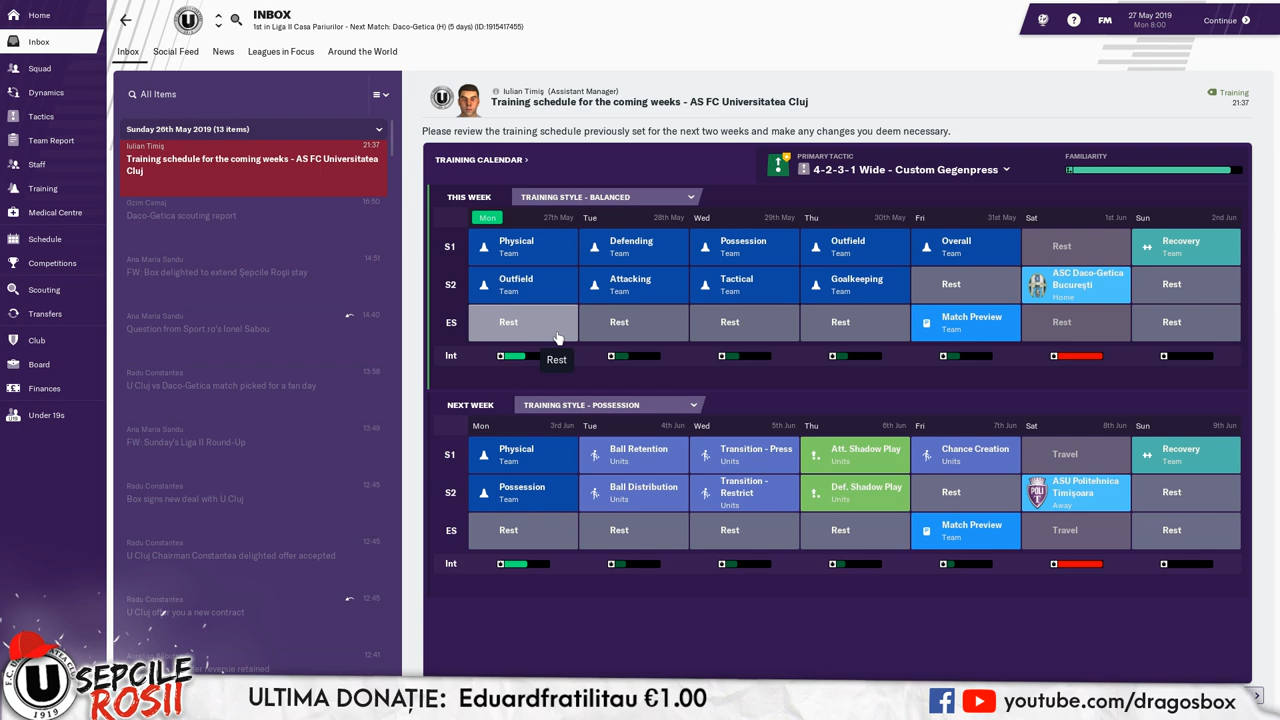 Home
Inbox
Squad
Dynamics
Tactics
Team Report
Staff
Training
Medical Centre
Schedule
Competitions
Scouting
Transfers
Club
Board
Finances
Under 19s
INBOX
1st in Liga II Casa Pariurilor - Next Match: Daco-Getica (H) (5 days) (ID:1915417455)
FM
27 May 2019
Mon 8:00
Continue
Inbox
Social Feed
News
Leagues in Focus
Around the World
All Items
Sunday 26th May 2019 (13 items)
Iulian Timiș 21:37
Training schedule for the coming weeks - AS FC Universitatea Cluj
Gzim Camaj 16:50
Daco-Getica scouting report
Ana Maria Sandu 14:51
FW: Box delighted to extend Șepcile Roșii stay
Ana Maria Sandu 14:40
Question from Sport.ro's Ionel Sabou
Radu Constantea 13:58
U Cluj vs Daco-Getica match picked for a fan day
Ana Maria Sandu 13:49
FW: Sunday's Liga II Round-Up
Radu Constantea 12:45
Box signs new deal with U Cluj
Radu Constantea 12:45
U Cluj Chairman Constantea delighted offer accepted
Radu Constantea 12:45
U Cluj offer you a new contract
12:41
revenue retained
Iulian Timiș (Assistant Manager)
Training schedule for the coming weeks - AS FC Universitatea Cluj
Training
21:37
Please review the training schedule previously set for the next two weeks and make any changes you deem necessary.
TRAINING CALENDAR >
PRIMARY TACTIC
4-2-3-1 Wide - Custom Gegenpress
FAMILIARITY
THIS WEEK
TRAINING STYLE - BALANCED
Mon 27th May Tue 28th May Wed 29th May Thu 30th May Fri 31st May Sat 1st Jun Sun 2nd Jun
S1 Physical Team Defending Team Possession Team Outfield Team Overall Team Rest Recovery Team
S2 Outfield Team Attacking Team Tactical Team Goalkeeping Team Rest ASC Daco-Getica București Home Rest
ES Rest Rest Rest Rest Match Preview Team Rest Rest
Int
Rest
NEXT WEEK
TRAINING STYLE - POSSESSION
Mon 3rd Jun Tue 4th Jun Wed 5th Jun Thu 6th Jun Fri 7th Jun Sat 8th Jun Sun 9th Jun
S1 Physical Team Ball Retention Units Transition - Press Units Att. Shadow Play Units Chance Creation Units Travel Recovery Team
S2 Possession Team Ball Distribution Units Transition - Restrict Units Def. Shadow Play Units Rest ASU Politehnica Timișoara Away Rest
ES Rest Rest Rest Rest Match Preview Team Travel Rest
Int
U
1919
SEPCILE
ROSII
ULTIMA DONAȚIE: Eduardfratilitau €1.00
youtube.com/dragosbox